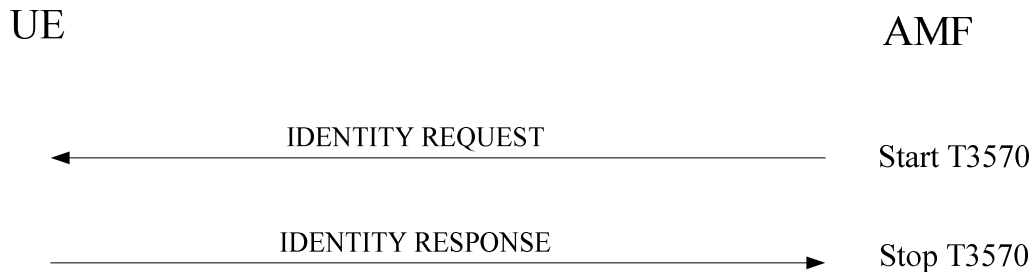 UE
AMF
IDENTITY REQUEST
Start T3570
IDENTITY RESPONSE
Stop T3570